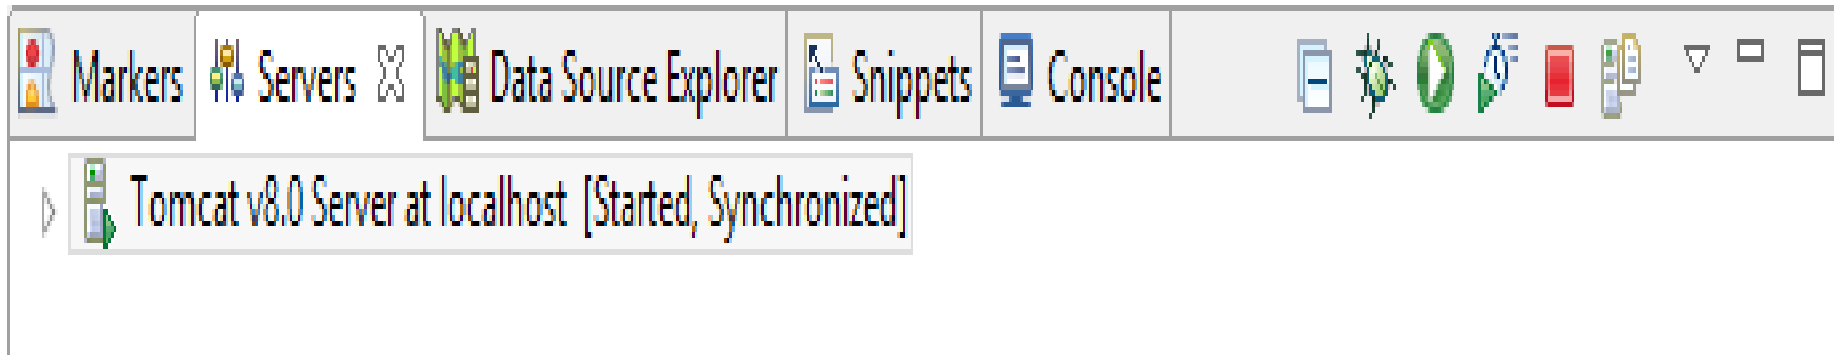 Markers Servers Data Source Explorer Snippets Console
Tomcat v8.0 Server at localhost [Started, Synchronized]